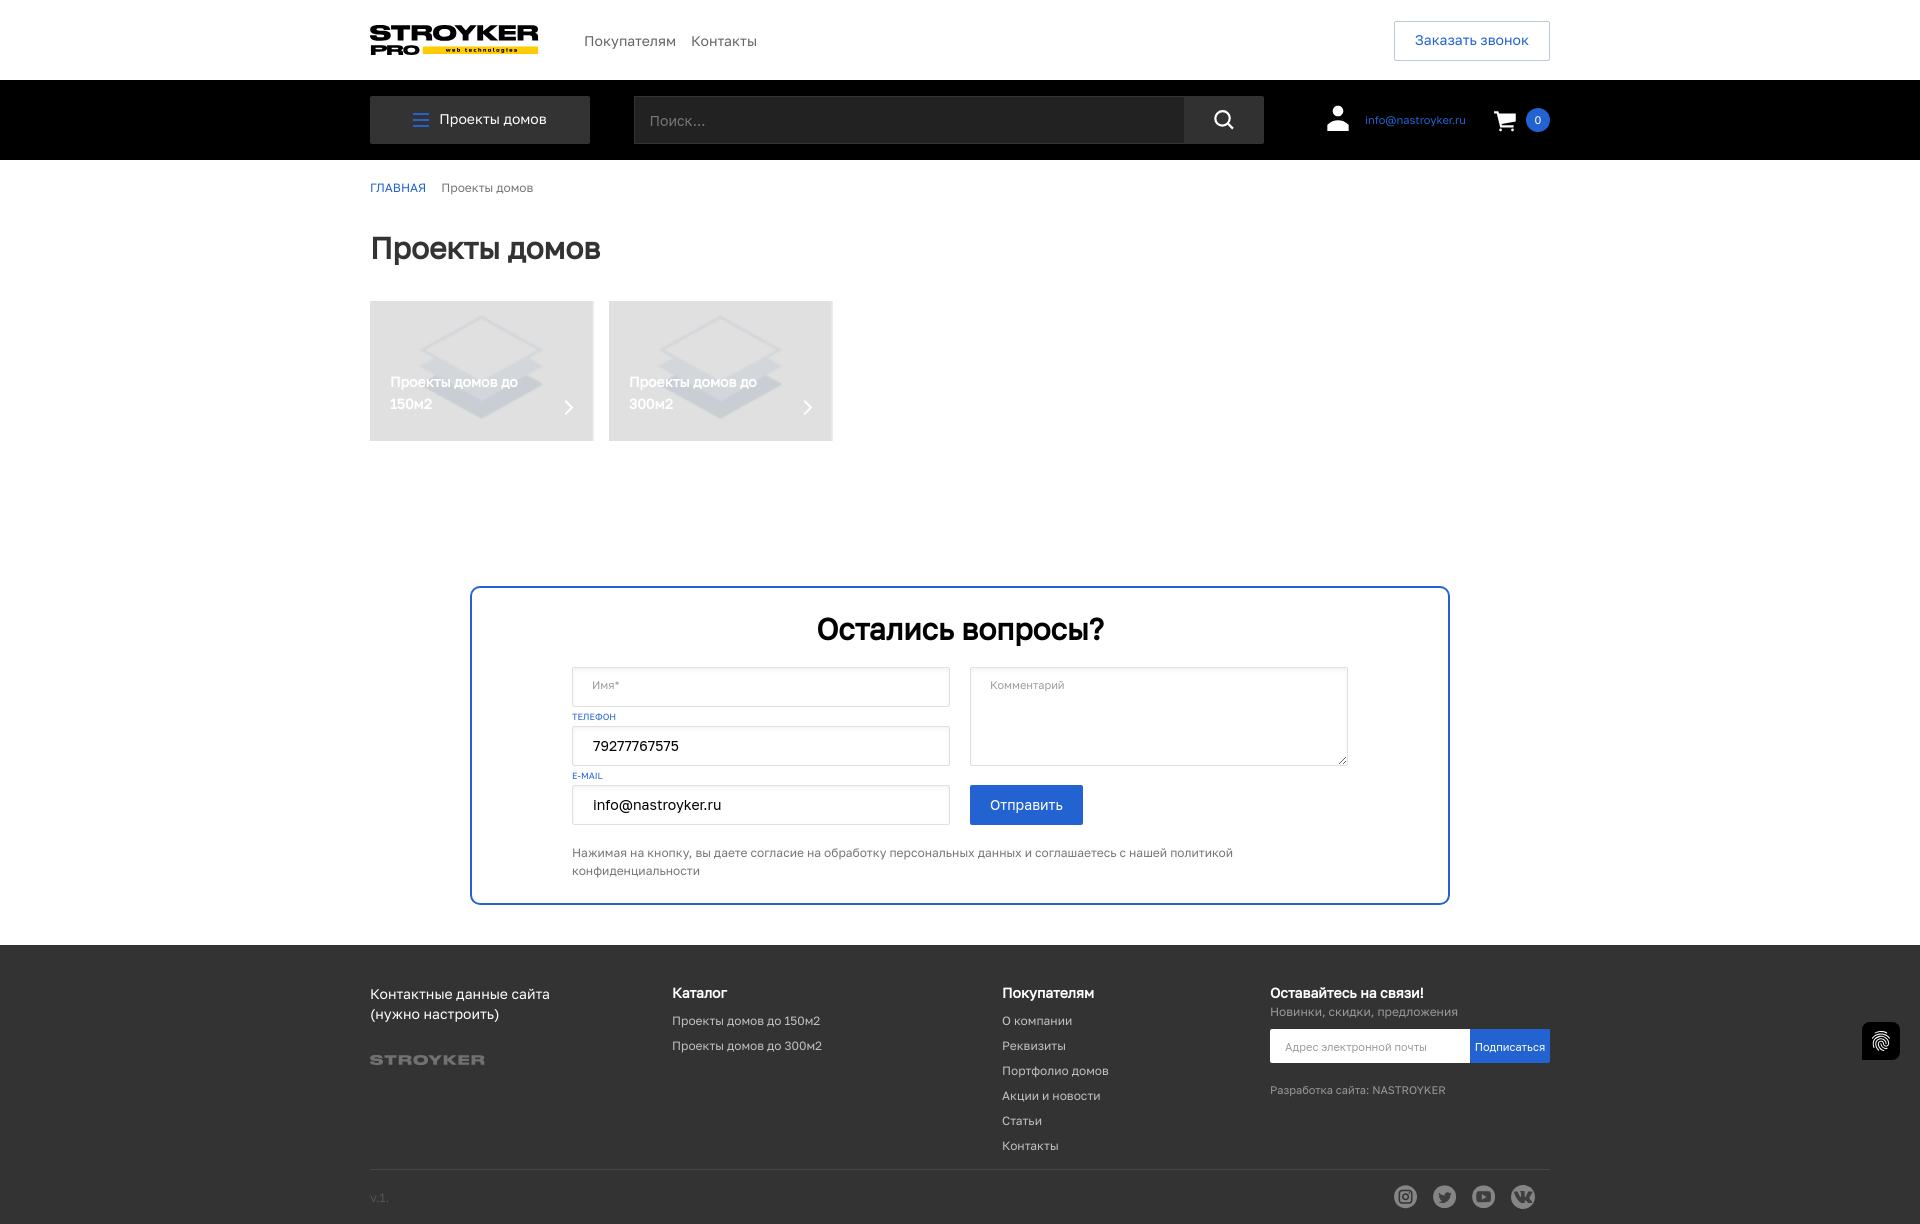 STROYKER
PRO web technologies
Покупателям Контакты
Заказать звонок
Проекты домов
Поиск...
info@nastroyker.ru
0
ГЛАВНАЯ Проекты домов
Проекты домов
Проекты домов до
150м2
Проекты домов до
300м2
Остались вопросы?
Имя*
Комментарий
ТЕЛЕФОН
79277767575
E-MAIL
info@nastroyker.ru
Отправить
Нажимая на кнопку, вы даете согласие на обработку персональных данных и соглашаетесь с нашей политикой
конфиденциальности
Контактные данные сайта
(нужно настроить)
STROYKER
Каталог
Проекты домов до 150м2
Проекты домов до 300м2
Покупателям
О компании
Реквизиты
Портфолио домов
Акции и новости
Статьи
Контакты
Оставайтесь на связи!
Новинки, скидки, предложения
Адрес электронной почты
Подписаться
Разработка сайта: NASTROYKER
v.1.